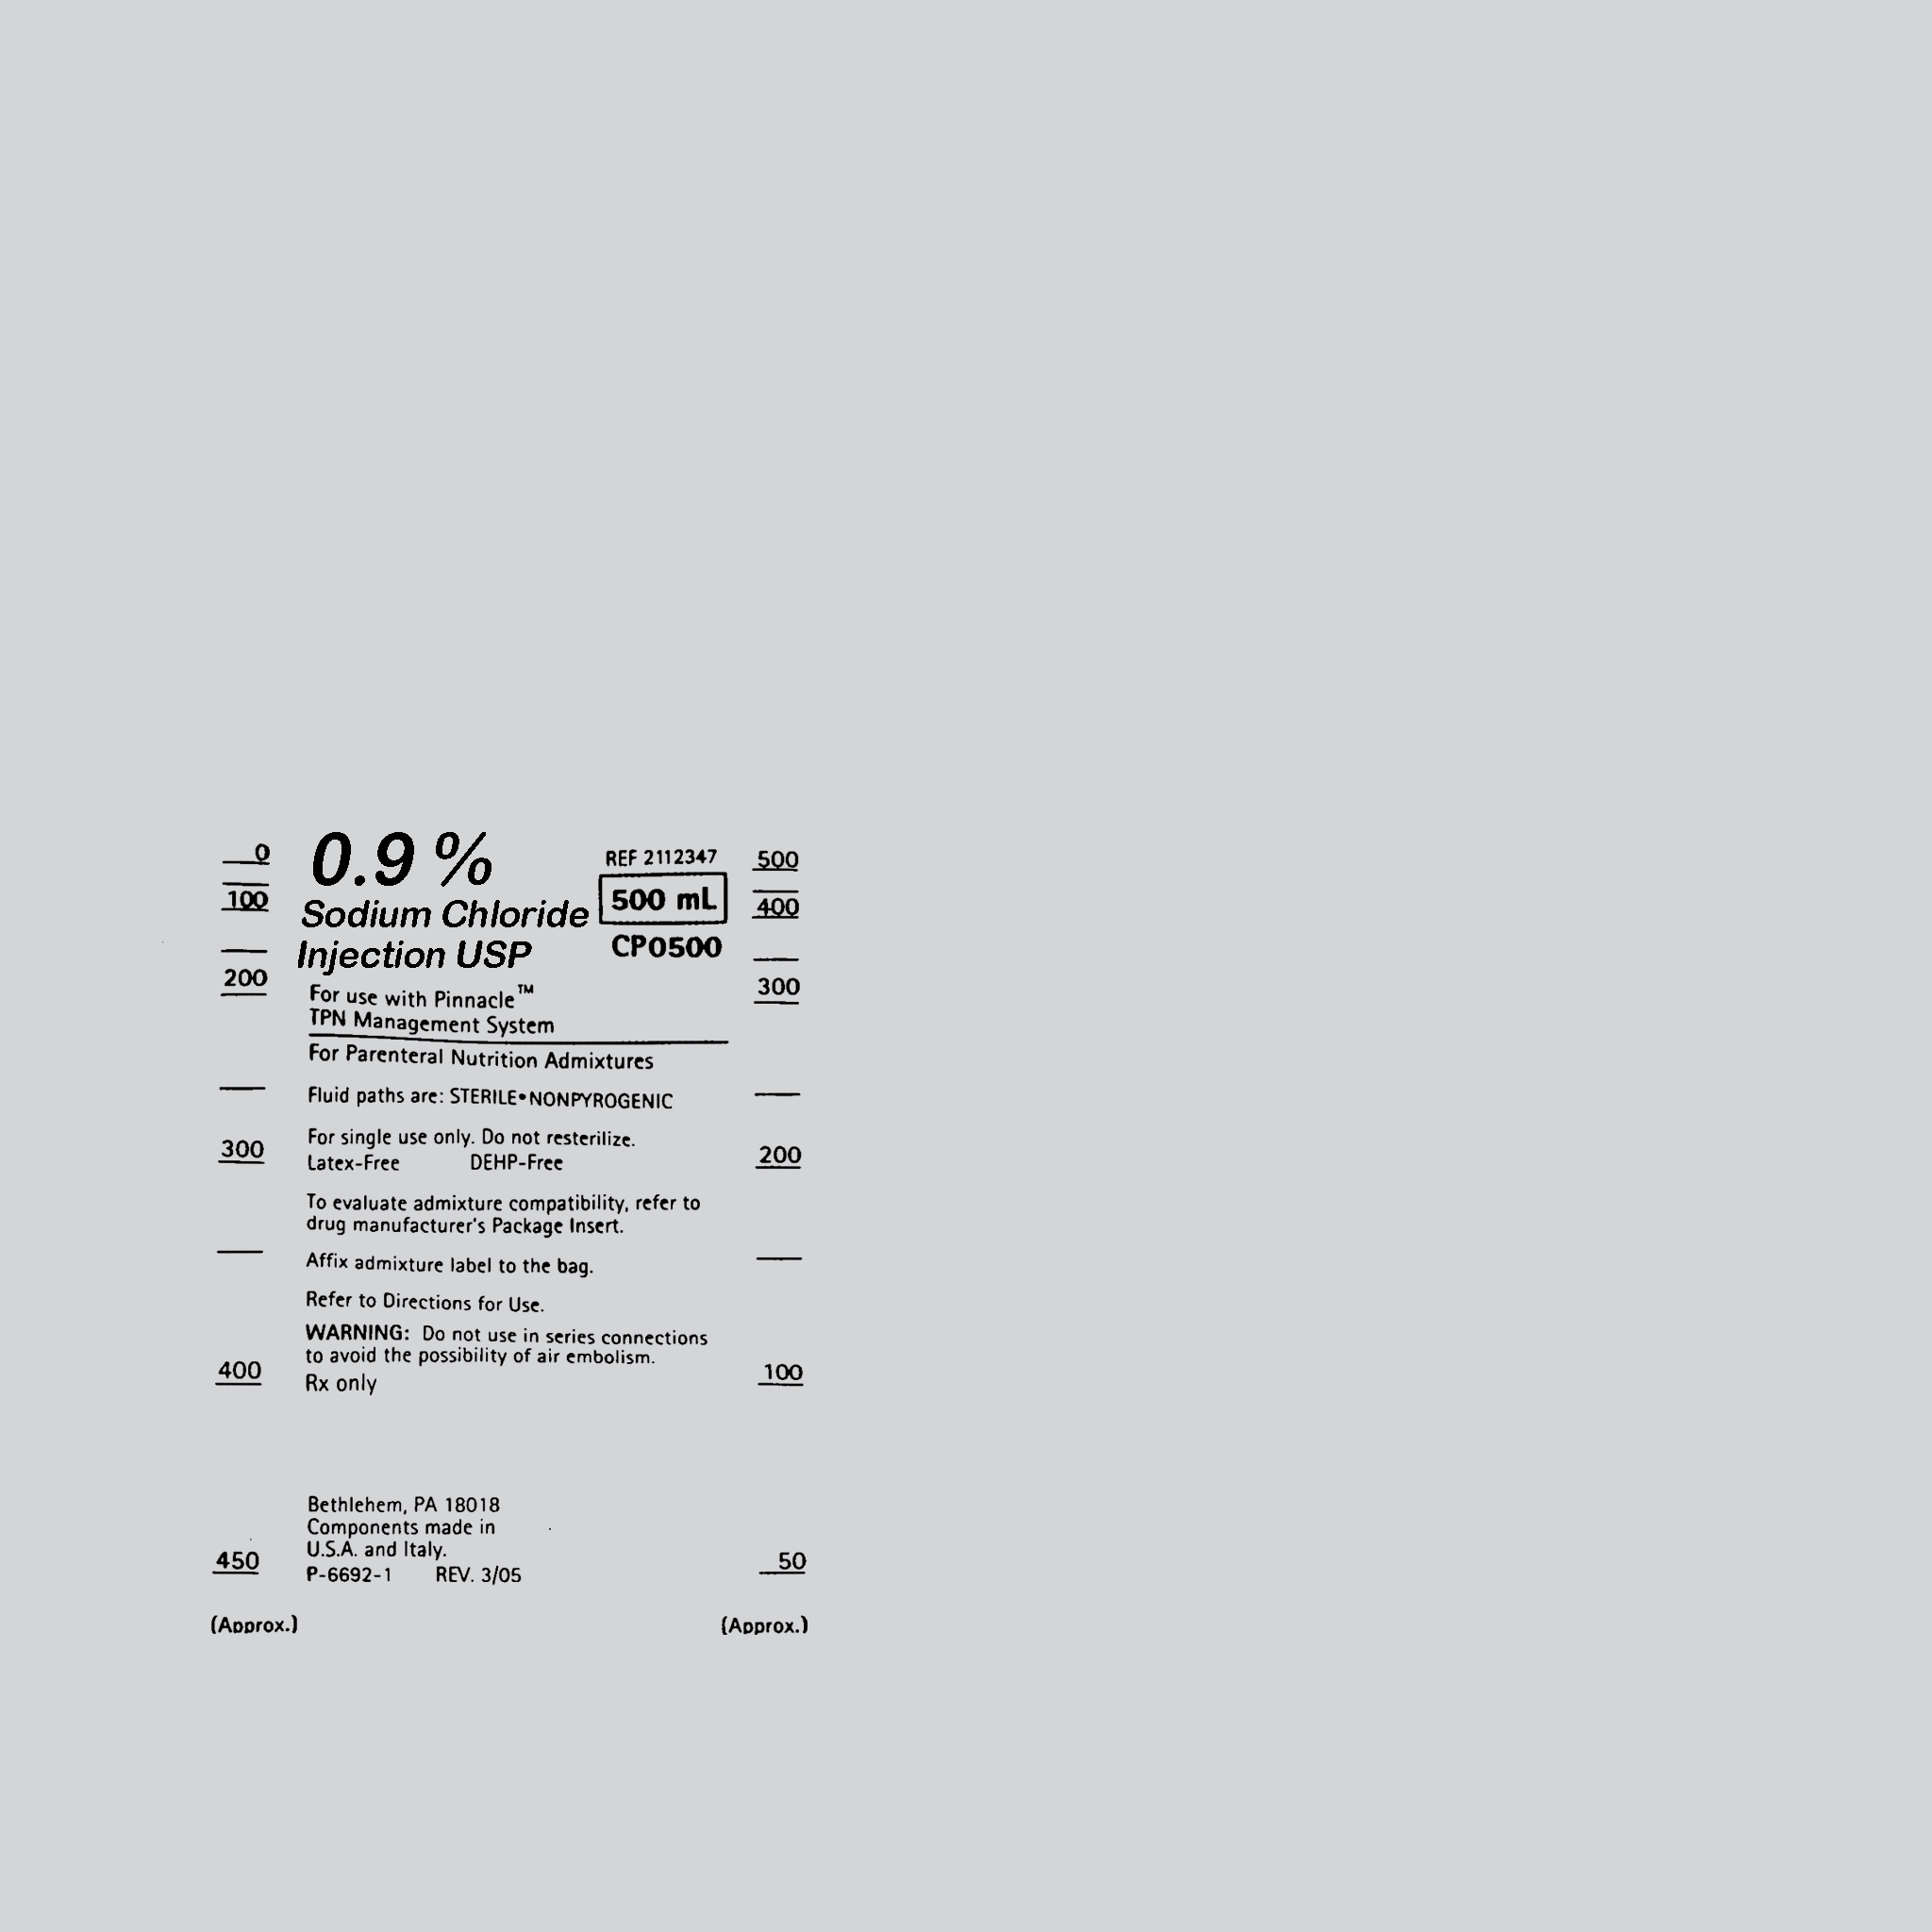 0
100
200
300
400
450
(Approx.)
0.9 %
Sodium Chloride
Injection USP
REF 2112347
500 mL
CP0500
For use with Pinnacle™
TPN Management System
For Parenteral Nutrition Admixtures
Fluid paths are: STERILE•NONPYROGENIC
For single use only. Do not resterilize.
Latex-Free DEHP-Free
To evaluate admixture compatibility, refer to
drug manufacturer's Package Insert.
Affix admixture label to the bag.
Refer to Directions for Use.
WARNING: Do not use in series connections
to avoid the possibility of air embolism.
Rx only
Bethlehem, PA 18018
Components made in
U.S.A. and Italy.
P-6692-1 REV. 3/05
500
400
300
200
100
50
(Approx.)